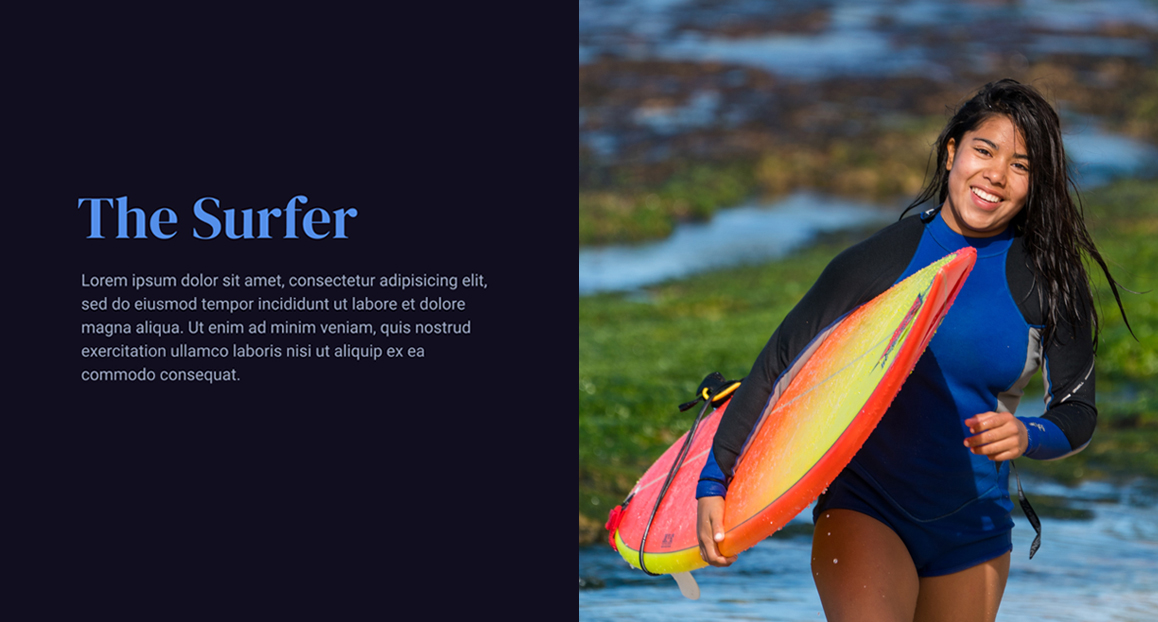 The Surfer
Lorem ipsum dolor sit amet, consectetur adipisicing elit,
sed do eiusmod tempor incididunt ut labore et dolore
magna aliqua. Ut enim ad minim veniam, quis nostrud
exercitation ullamco laboris nisi ut aliquip ex ea
commodo consequat.